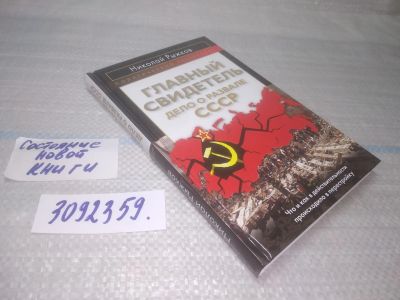 Николай Рыжков
ГЛАВНЫЙ
СВИДЕТЕЛЬ
ДЕЛО О РАЗВАЛЕ
СССР
Что и как в действительности
происходило в перестройку
Состояние
новой
книги
3092359.